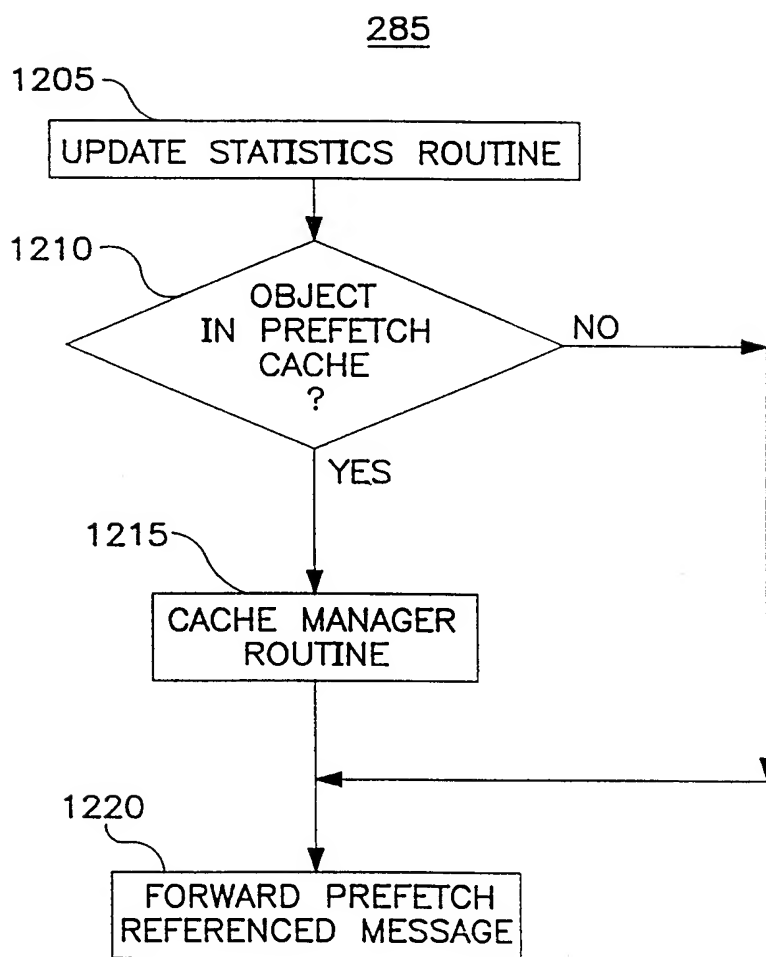 285
1205
UPDATE STATISTICS ROUTINE
1210
OBJECT
IN PREFETCH
CACHE
?
NO
YES
1215
CACHE MANAGER
ROUTINE
1220
FORWARD PREFETCH
REFERENCED MESSAGE